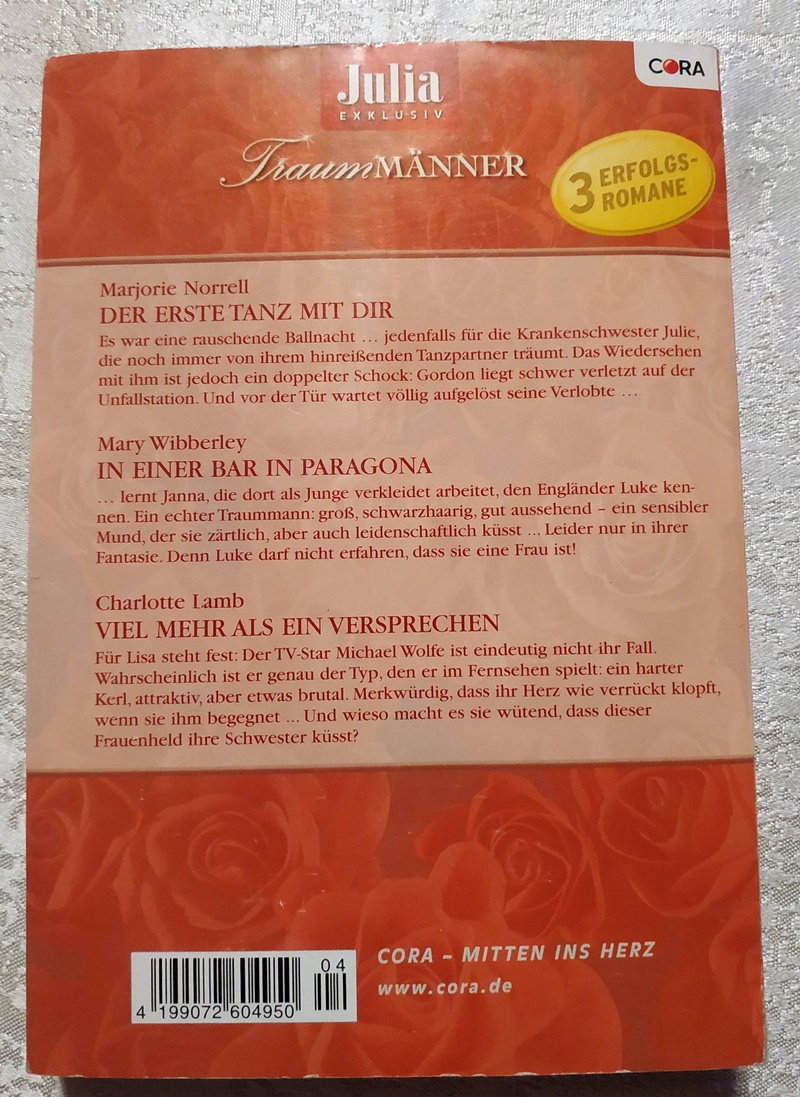 CORA
Julia
EXKLUSIV
TraumMÄNNER
3 ERFOLGS-
ROMANE
Marjorie Norrell
DER ERSTE TANZ MIT DIR
Es war eine rauschende Ballnacht … jedenfalls für die Krankenschwester Julie,
die noch immer von ihrem hinreißenden Tanzpartner träumt. Das Wiedersehen
mit ihm ist jedoch ein doppelter Schock: Gordon liegt schwer verletzt auf der
Unfallstation. Und vor der Tür wartet völlig aufgelöst seine Verlobte …
Mary Wibberley
IN EINER BAR IN PARAGONA
… lernt Janna, die dort als Junge verkleidet arbeitet, den Engländer Luke ken-
nen. Ein echter Traummann: groß, schwarzhaarig, gut aussehend – ein sensibler
Mund, der sie zärtlich, aber auch leidenschaftlich küsst … Leider nur in ihrer
Fantasie. Denn Luke darf nicht erfahren, dass sie eine Frau ist!
Charlotte Lamb
VIEL MEHR ALS EIN VERSPRECHEN
Für Lisa steht fest: Der TV-Star Michael Wolfe ist eindeutig nicht ihr Fall.
Wahrscheinlich ist er genau der Typ, den er im Fernsehen spielt: ein harter
Kerl, attraktiv, aber etwas brutal. Merkwürdig, dass ihr Herz wie verrückt klopft,
wenn sie ihm begegnet … Und wieso macht es sie wütend, dass dieser
Frauenheld ihre Schwester küsst?
CORA – MITTEN INS HERZ
www.cora.de
04
4 199072 604950